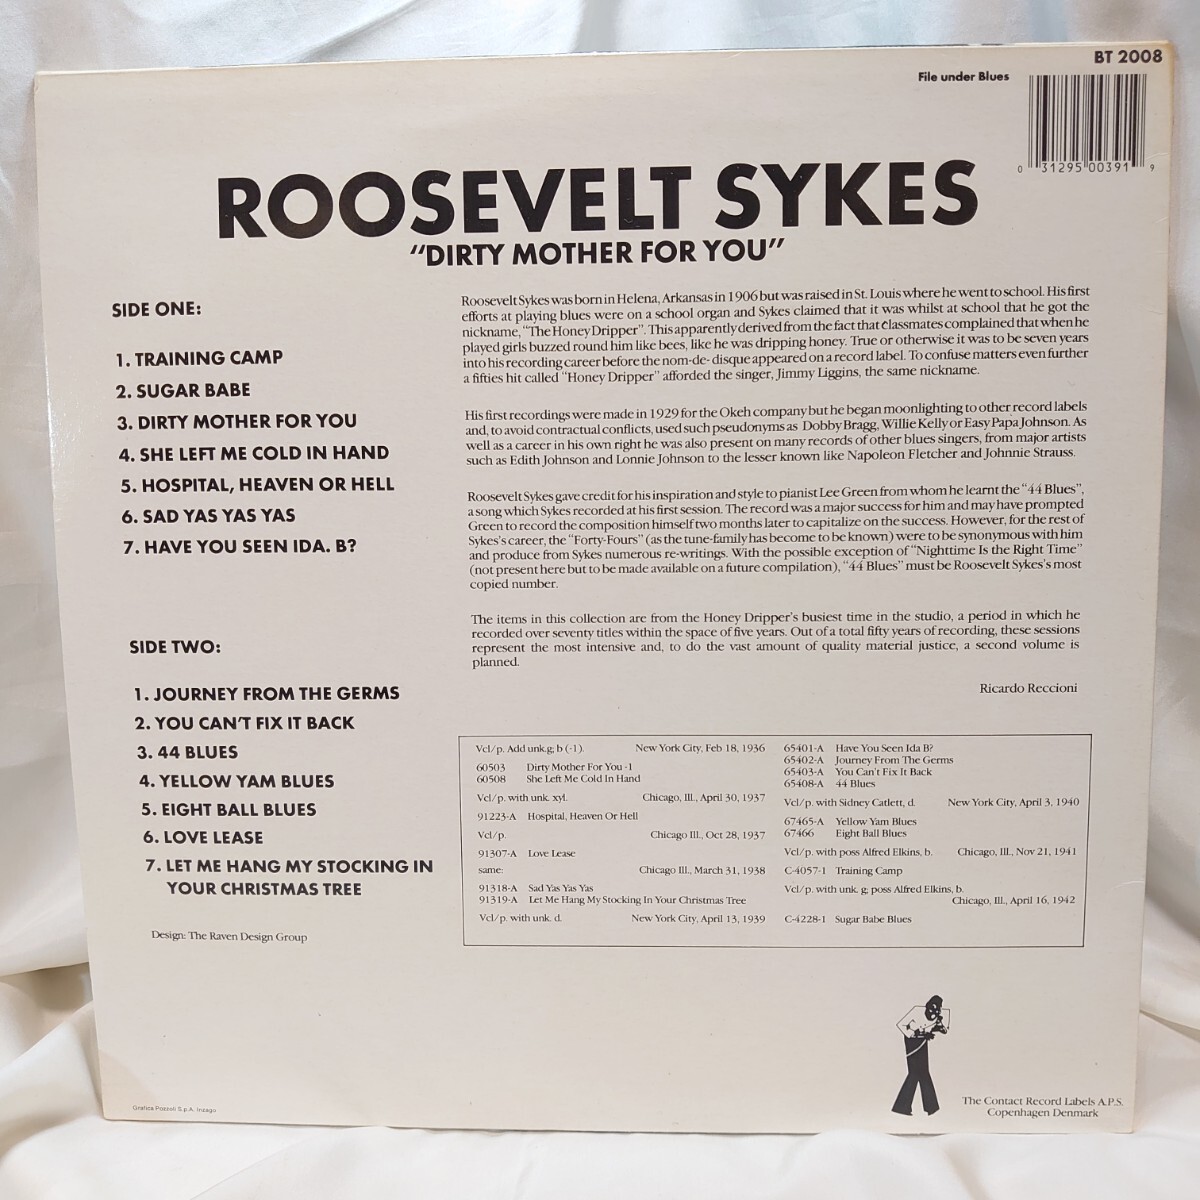 BT 2008
File under Blues
0 31295 00391 9
ROOSEVELT SYKES
"DIRTY MOTHER FOR YOU"
SIDE ONE:
1. TRAINING CAMP
2. SUGAR BABE
3. DIRTY MOTHER FOR YOU
4. SHE LEFT ME COLD IN HAND
5. HOSPITAL, HEAVEN OR HELL
6. SAD YAS YAS YAS
7. HAVE YOU SEEN IDA. B?
SIDE TWO:
1. JOURNEY FROM THE GERMS
2. YOU CAN'T FIX IT BACK
3. 44 BLUES
4. YELLOW YAM BLUES
5. EIGHT BALL BLUES
6. LOVE LEASE
7. LET ME HANG MY STOCKING IN
YOUR CHRISTMAS TREE
Design: The Raven Design Group
Roosevelt Sykes was born in Helena, Arkansas in 1906 but was raised in St. Louis where he went to school. His first
efforts at playing blues were on a school organ and Sykes claimed that it was whilst at school that he got the
nickname, "The Honey Dripper". This apparently derived from the fact that classmates complained that when he
played girls buzzed round him like bees, like he was dripping honey. True or otherwise it was to be seven years
into his recording career before the nom-de-disque appeared on a record label. To confuse matters even further
a fifties hit called "Honey Dripper" afforded the singer, Jimmy Liggins, the same nickname.
His first recordings were made in 1929 for the Okeh company but he began moonlighting to other record labels
and, to avoid contractual conflicts, used such pseudonyms as Dobby Bragg, Willie Kelly or Easy Papa Johnson. As
well as a career in his own right he was also present on many records of other blues singers, from major artists
such as Edith Johnson and Lonnie Johnson to the lesser known like Napoleon Fletcher and Johnnie Strauss.
Roosevelt Sykes gave credit for his inspiration and style to pianist Lee Green from whom he learnt the "44 Blues",
a song which Sykes recorded at his first session. The record was a major success for him and may have prompted
Green to record the composition himself two months later to capitalize on the success. However, for the rest of
Sykes's career, the "Forty-Fours" (as the tune-family has become to be known) were to be synonymous with him
and produce from Sykes numerous re-writings. With the possible exception of "Nighttime Is the Right Time"
(not present here but to be made available on a future compilation), "44 Blues" must be Roosevelt Sykes's most
copied number.
The items in this collection are from the Honey Dripper's busiest time in the studio, a period in which he
recorded over seventy titles within the space of five years. Out of a total fifty years of recording, these sessions
represent the most intensive and, to do the vast amount of quality material justice, a second volume is
planned.
Ricardo Reccioni
Vcl/p. Add unk.g; b (-1). New York City, Feb 18, 1936
60503 Dirty Mother For You -1
60508 She Left Me Cold In Hand
Vcl/p. with unk. xyl. Chicago, Ill., April 30, 1937
91223-A Hospital, Heaven Or Hell
Vcl/p. Chicago Ill., Oct 28, 1937
91307-A Love Lease
same: Chicago Ill., March 31, 1938
91318-A Sad Yas Yas Yas
91319-A Let Me Hang My Stocking In Your Christmas Tree
Vcl/p. with unk. d. New York City, April 13, 1939
65401-A Have You Seen Ida B?
65402-A Journey From The Germs
65403-A You Can't Fix It Back
65408-A 44 Blues
Vcl/p. with Sidney Catlett, d. New York City, April 3, 1940
67465-A Yellow Yam Blues
67466 Eight Ball Blues
Vcl/p. with poss Alfred Elkins, b. Chicago, Ill., Nov 21, 1941
C-4057-1 Training Camp
Vcl/p. with unk. g; poss Alfred Elkins, b.
Chicago, Ill., April 16, 1942
C-4228-1 Sugar Babe Blues
The Contact Record Labels A.P.S.
Copenhagen Denmark
Grafica Pozzoli S.p.A. Inzago